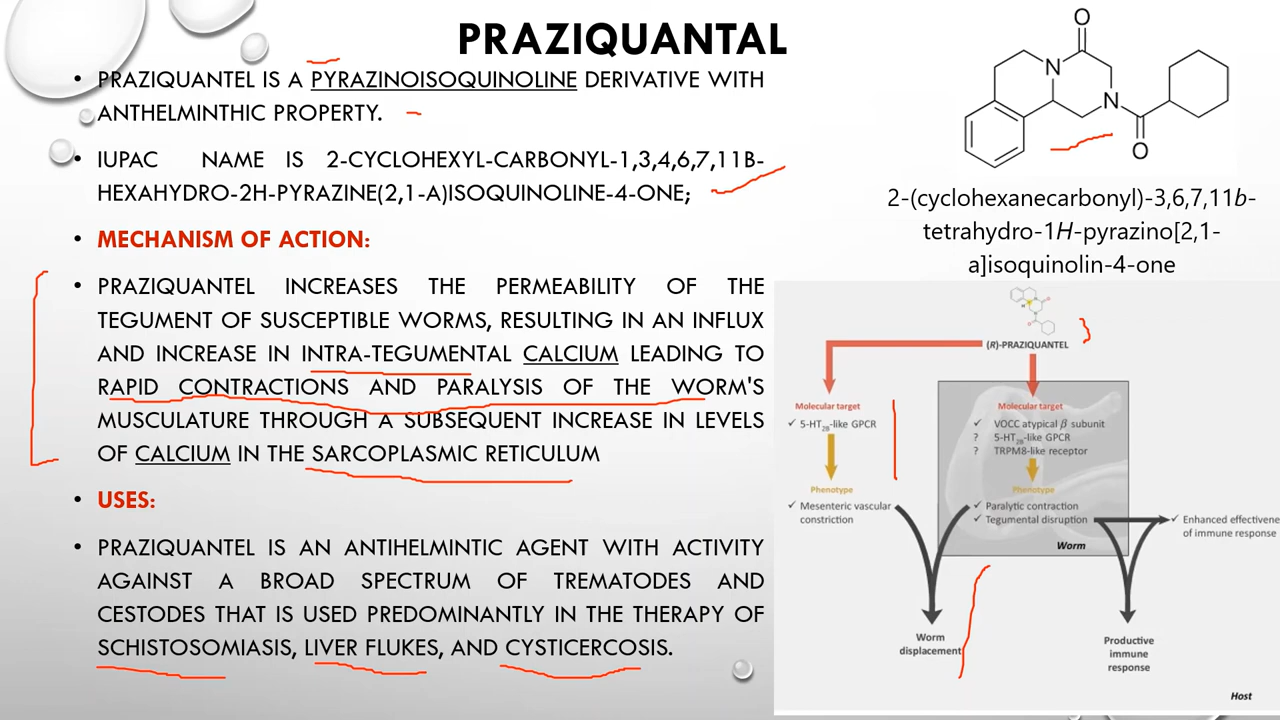 PRAZIQUANTAL
• PRAZIQUANTEL IS A PYRAZINOISOQUINOLINE DERIVATIVE WITH
ANTHELMINTHIC PROPERTY.
• IUPAC NAME IS 2-CYCLOHEXYL-CARBONYL-1,3,4,6,7,11B-
HEXAHYDRO-2H-PYRAZINE(2,1-A)ISOQUINOLINE-4-ONE;
• MECHANISM OF ACTION:
• PRAZIQUANTEL INCREASES THE PERMEABILITY OF THE
TEGUMENT OF SUSCEPTIBLE WORMS, RESULTING IN AN INFLUX
AND INCREASE IN INTRA-TEGUMENTAL CALCIUM LEADING TO
RAPID CONTRACTIONS AND PARALYSIS OF THE WORM'S
MUSCULATURE THROUGH A SUBSEQUENT INCREASE IN LEVELS
OF CALCIUM IN THE SARCOPLASMIC RETICULUM
• USES:
• PRAZIQUANTEL IS AN ANTIHELMINTIC AGENT WITH ACTIVITY
AGAINST A BROAD SPECTRUM OF TREMATODES AND
CESTODES THAT IS USED PREDOMINANTLY IN THE THERAPY OF
SCHISTOSOMIASIS, LIVER FLUKES, AND CYSTICERCOSIS.
O
N
N
O
2-(cyclohexanecarbonyl)-3,6,7,11b-
tetrahydro-1H-pyrazino[2,1-
a]isoquinolin-4-one
(R)-PRAZIQUANTEL
Molecular target
✓ 5-HT2B-like GPCR
Phenotype
✓ Mesenteric vascular
constriction
Molecular target
✓ VOCC atypical β subunit
? 5-HT2B-like GPCR
? TRPM8-like receptor
Phenotype
✓ Paralytic contraction
✓ Tegumental disruption
Worm
✓ Enhanced effectivene
of immune response
Worm
displacement
Productive
immune
response
Host